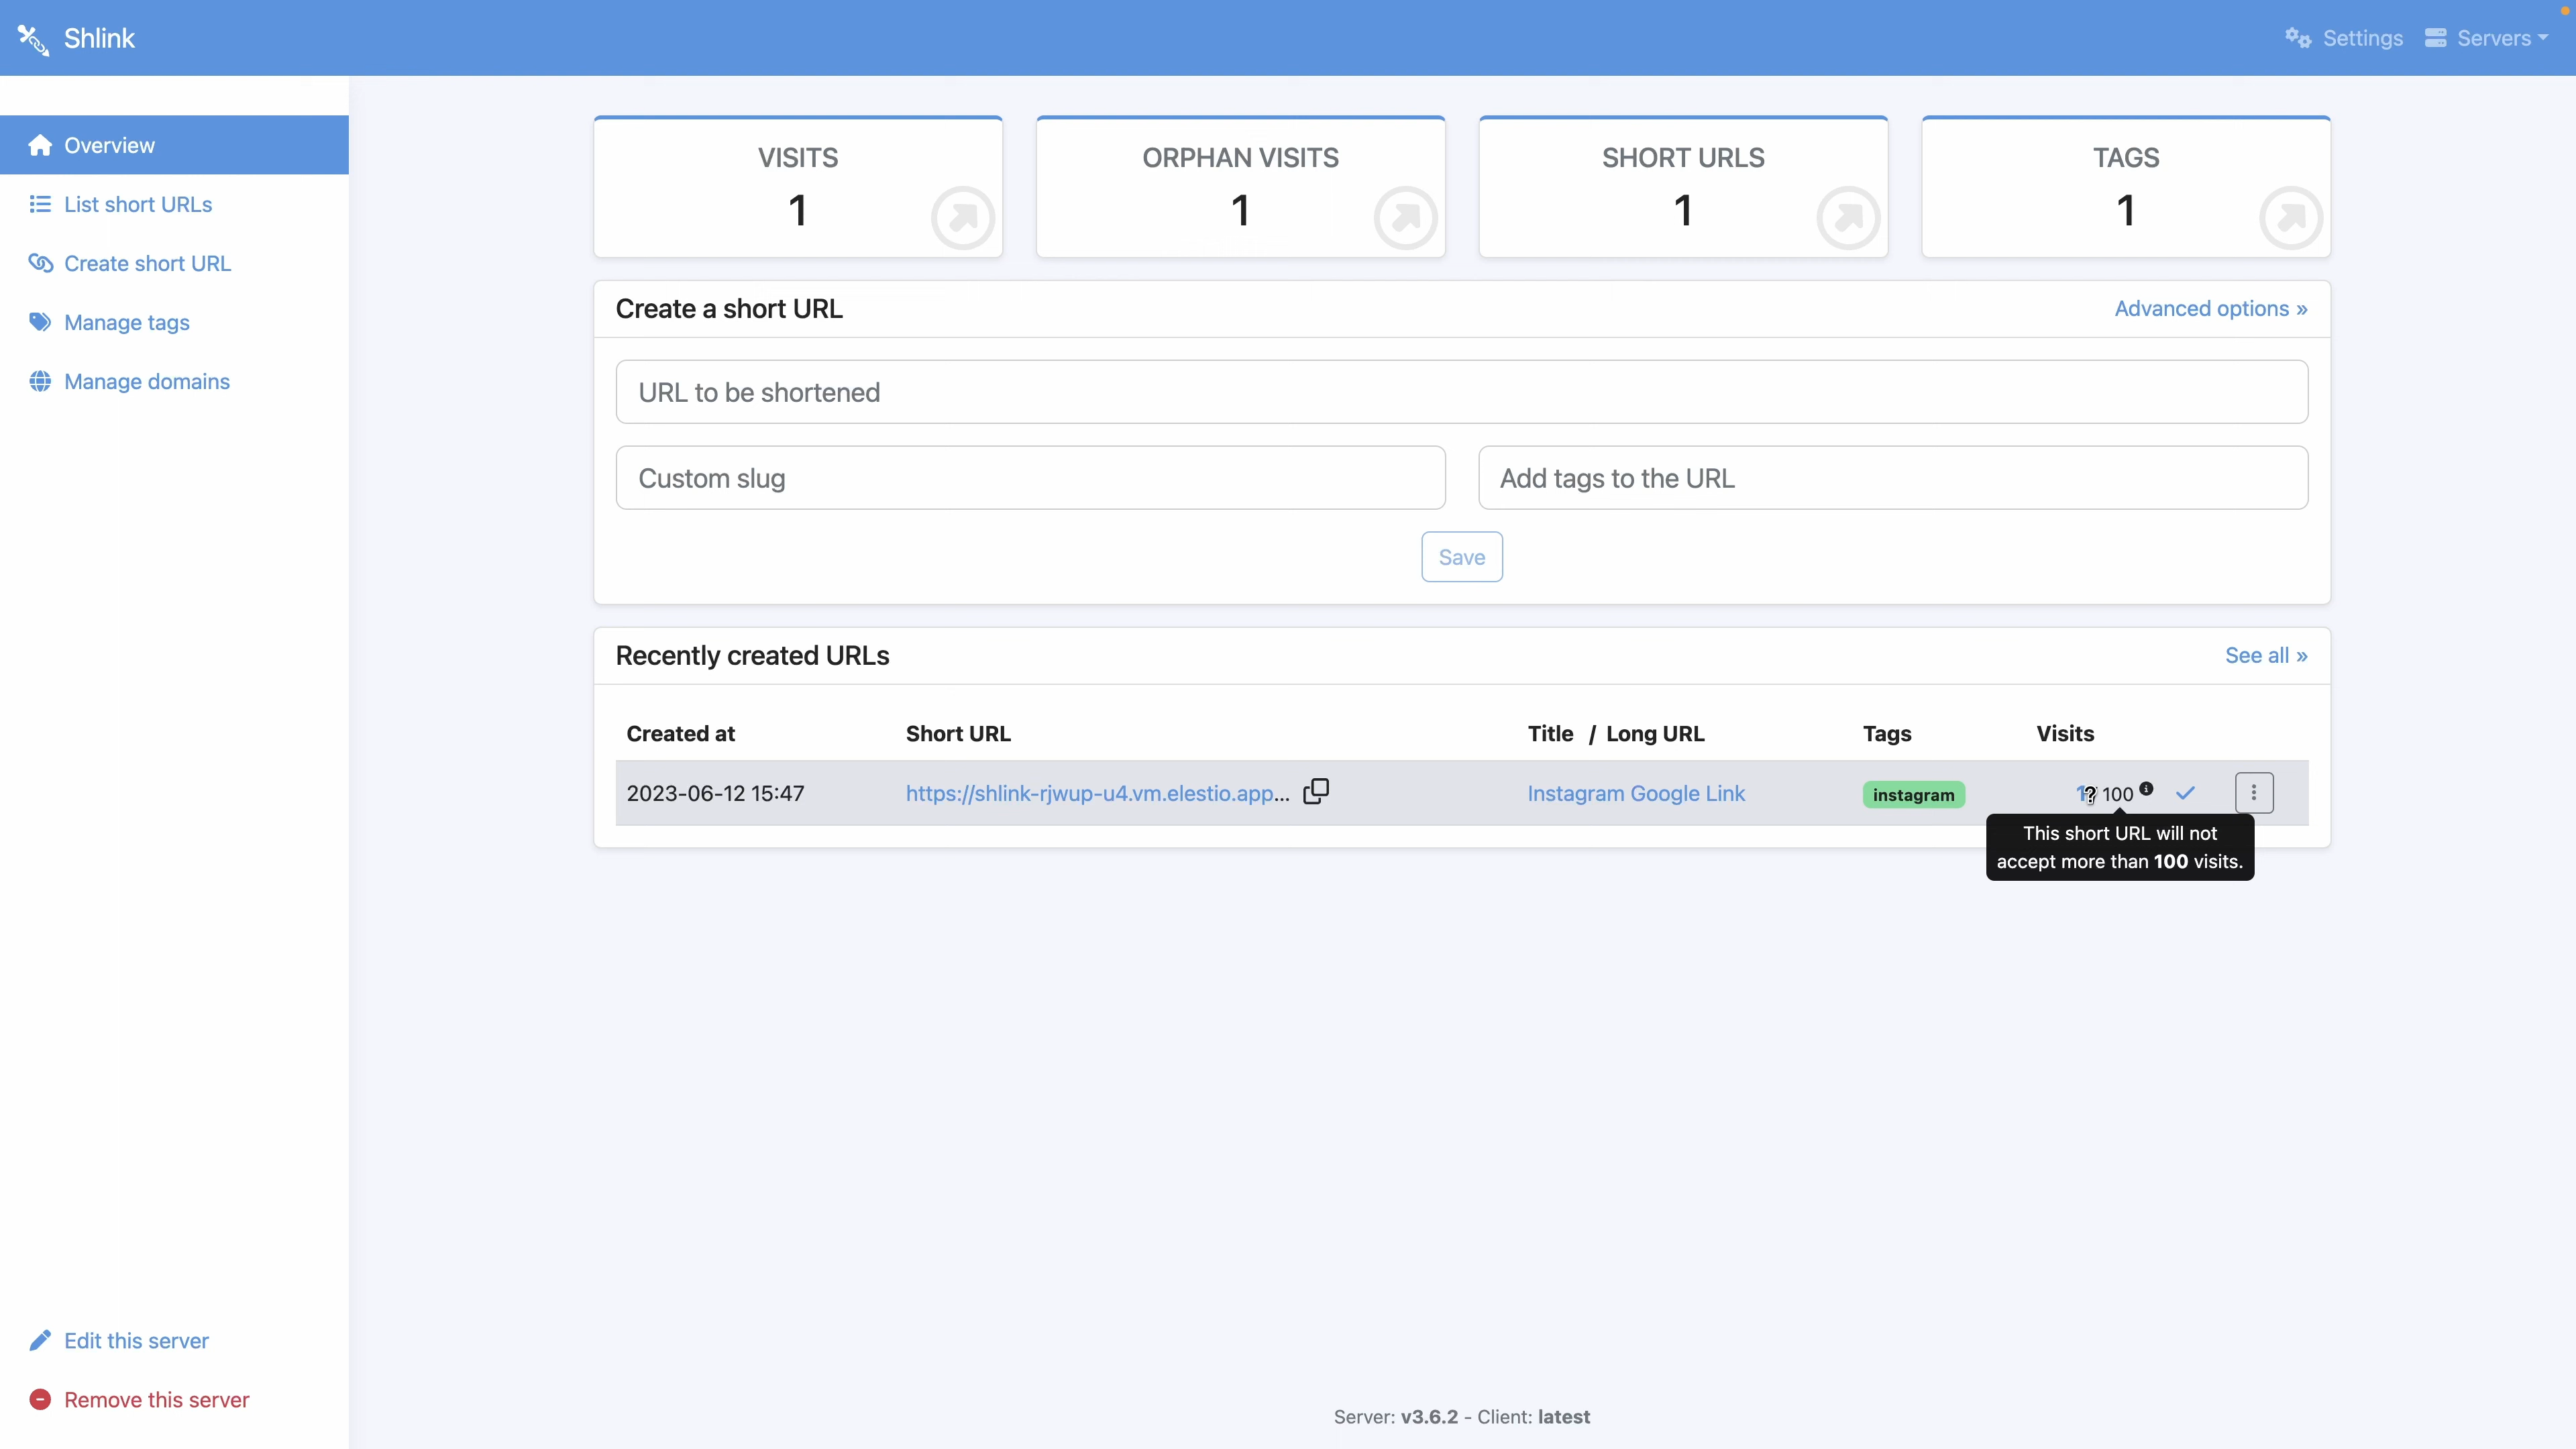 Shlink
Settings
Servers
Overview
List short URLs
Create short URL
Manage tags
Manage domains
Edit this server
Remove this server
VISITS
1
ORPHAN VISITS
1
SHORT URLS
1
TAGS
1
Create a short URL
Advanced options »
URL to be shortened
Custom slug
Add tags to the URL
Save
Recently created URLs
See all »
Created at
Short URL
Title / Long URL
Tags
Visits
2023-06-12 15:47
https://shlink-rjwup-u4.vm.elestio.app...
Instagram Google Link
instagram
100
This short URL will not
accept more than 100 visits.
Server: v3.6.2 - Client: latest